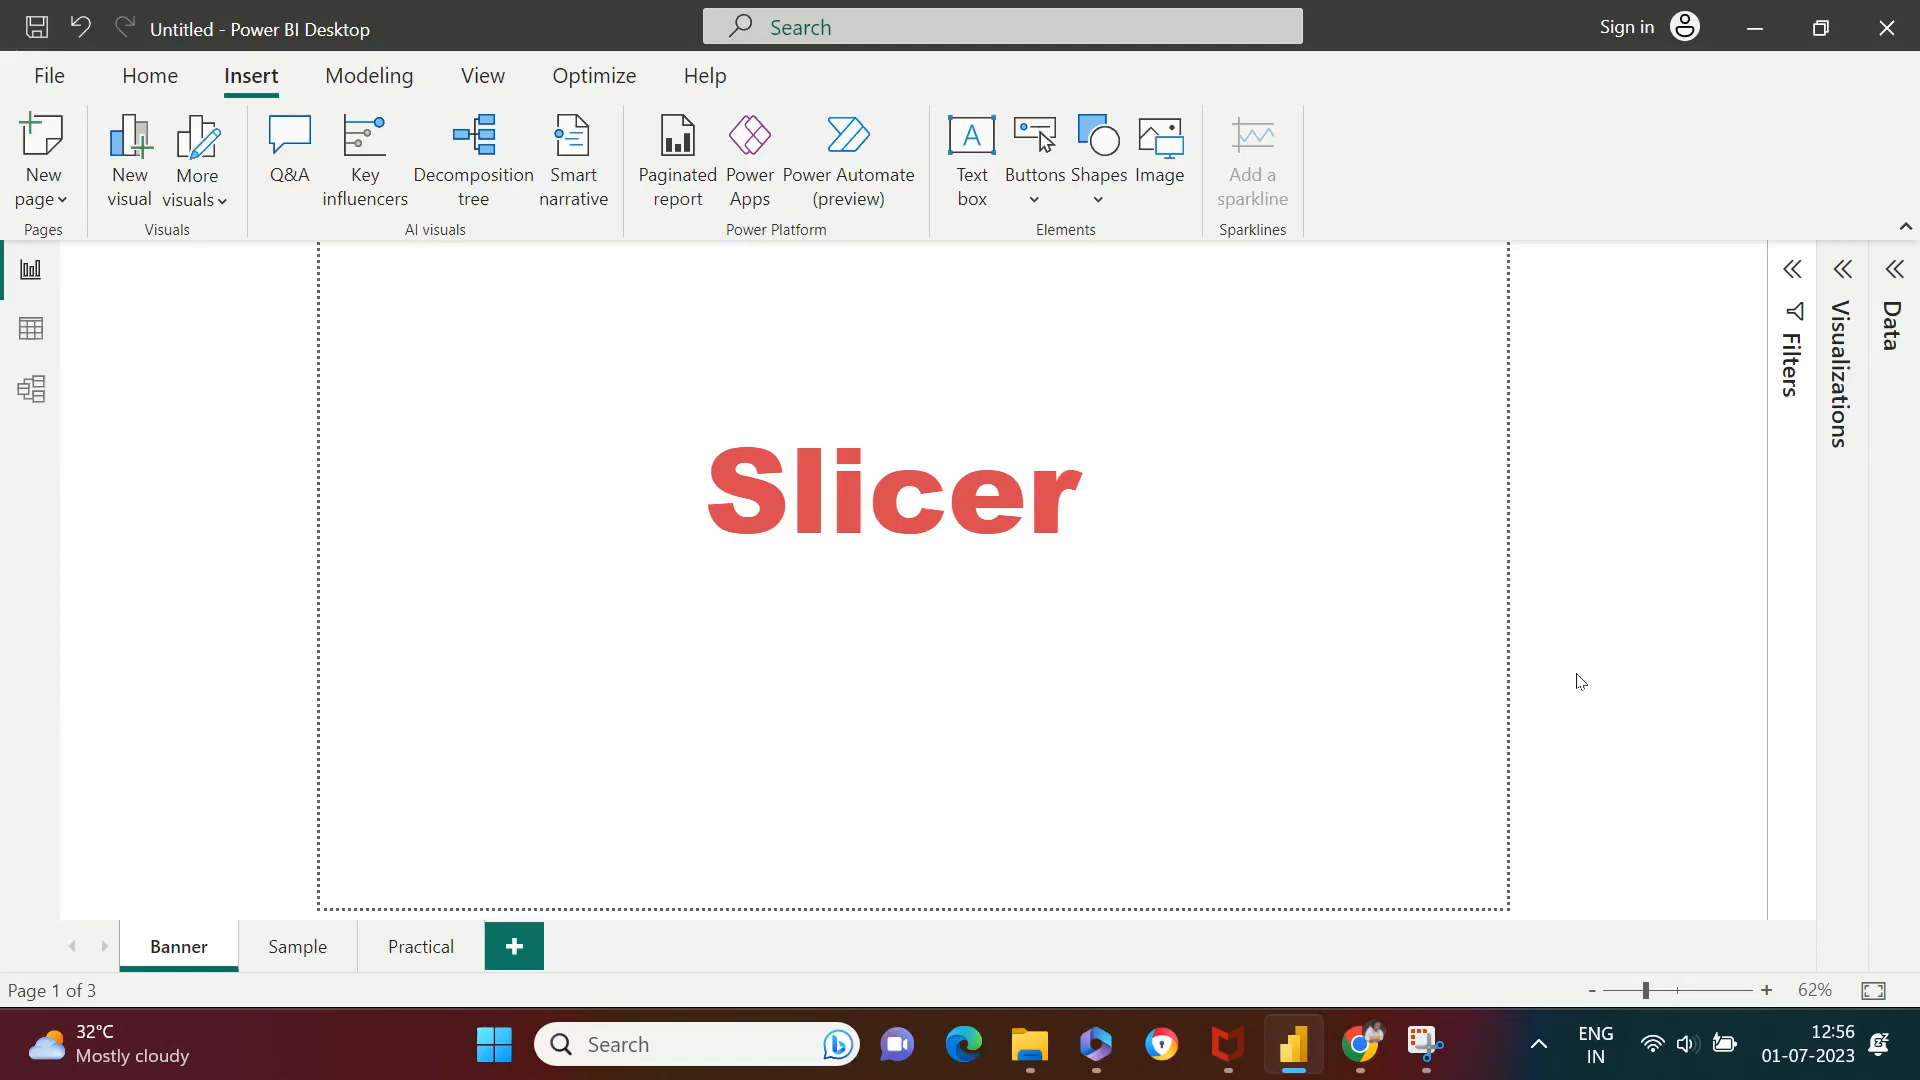 Untitled - Power BI Desktop
Search
Sign in
File Home Insert Modeling View Optimize Help
New page
New visual
More visuals
Q&A
Key influencers
Decomposition tree
Smart narrative
Paginated report
Power Apps
Power Automate (preview)
Text box
Buttons
Shapes
Image
Add a sparkline
Pages
Visuals
AI visuals
Power Platform
Elements
Sparklines
Filters
Visualizations
Data
Slicer
Banner Sample Practical
Page 1 of 3
- + 62%
32°C
Mostly cloudy
Search
ENG
IN
12:56
01-07-2023